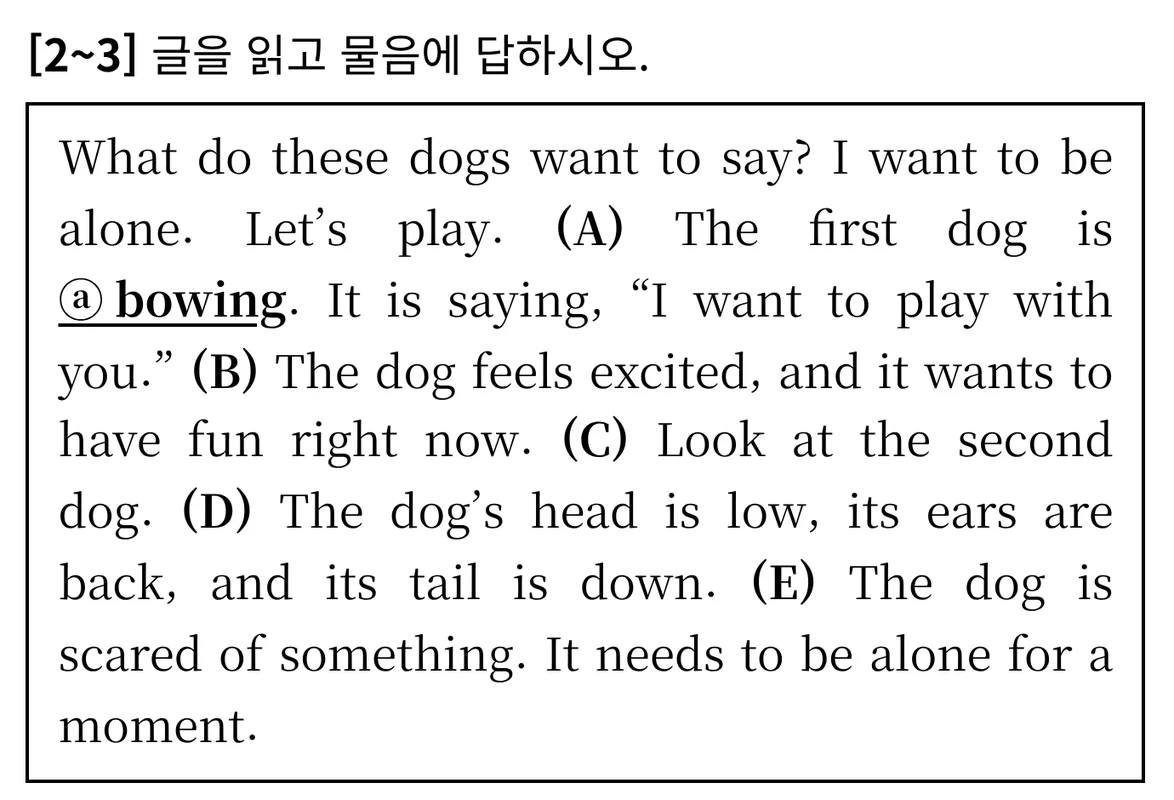 [2~3] 글을 읽고 물음에 답하시오.
What do these dogs want to say? I want to be
alone. Let’s play. (A) The first dog is
ⓐ bowing. It is saying, “I want to play with
you.” (B) The dog feels excited, and it wants to
have fun right now. (C) Look at the second
dog. (D) The dog’s head is low, its ears are
back, and its tail is down. (E) The dog is
scared of something. It needs to be alone for a
moment.